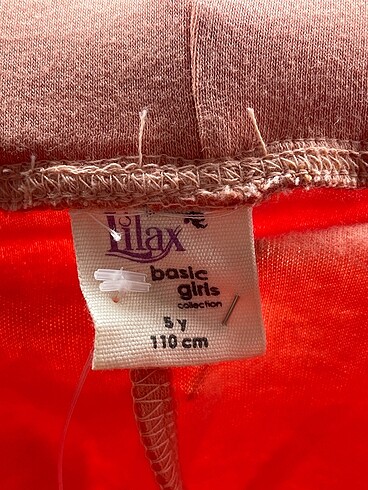 Lilax
basic
girls
collection
5 y
110 cm